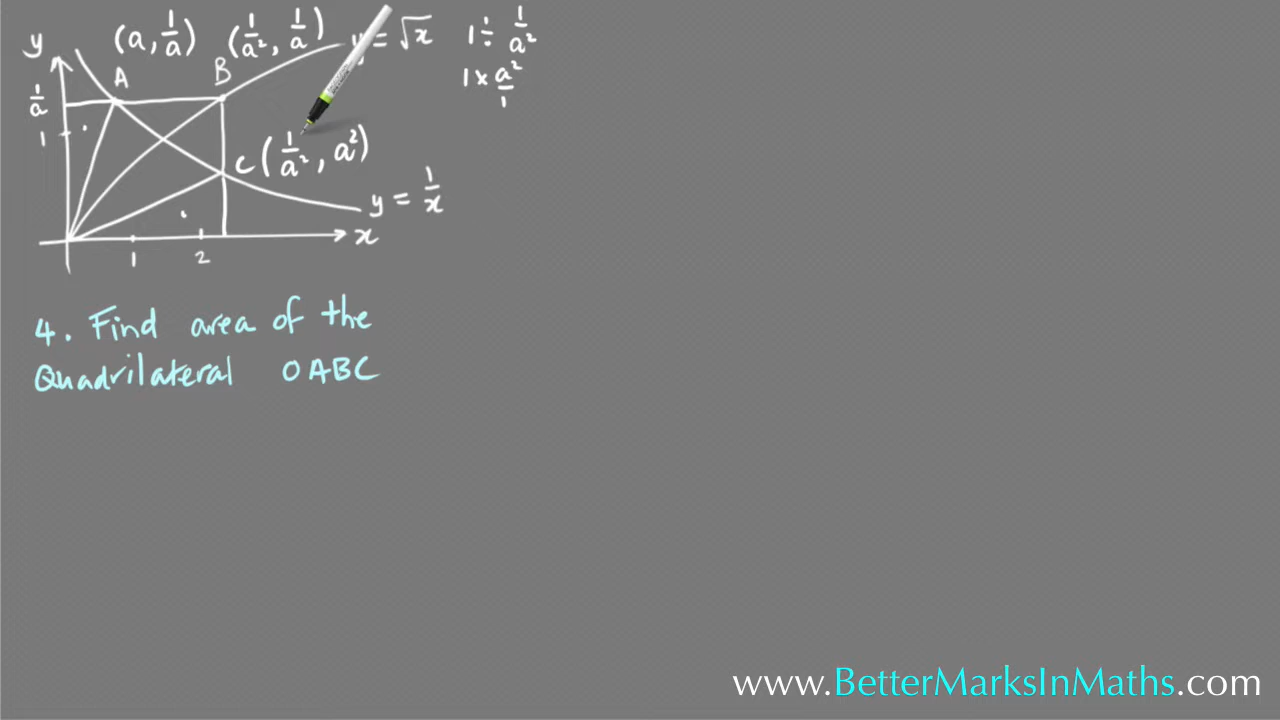 y (a, 1/a) (1/a², 1/a) y = √x 1 ÷ 1/a²
1 × a²/1
A B
1/a
1
C (1/a², a²)
y = 1/x
x
1 2
4. Find area of the
Quadrilateral OABC
www.BetterMarksInMaths.com